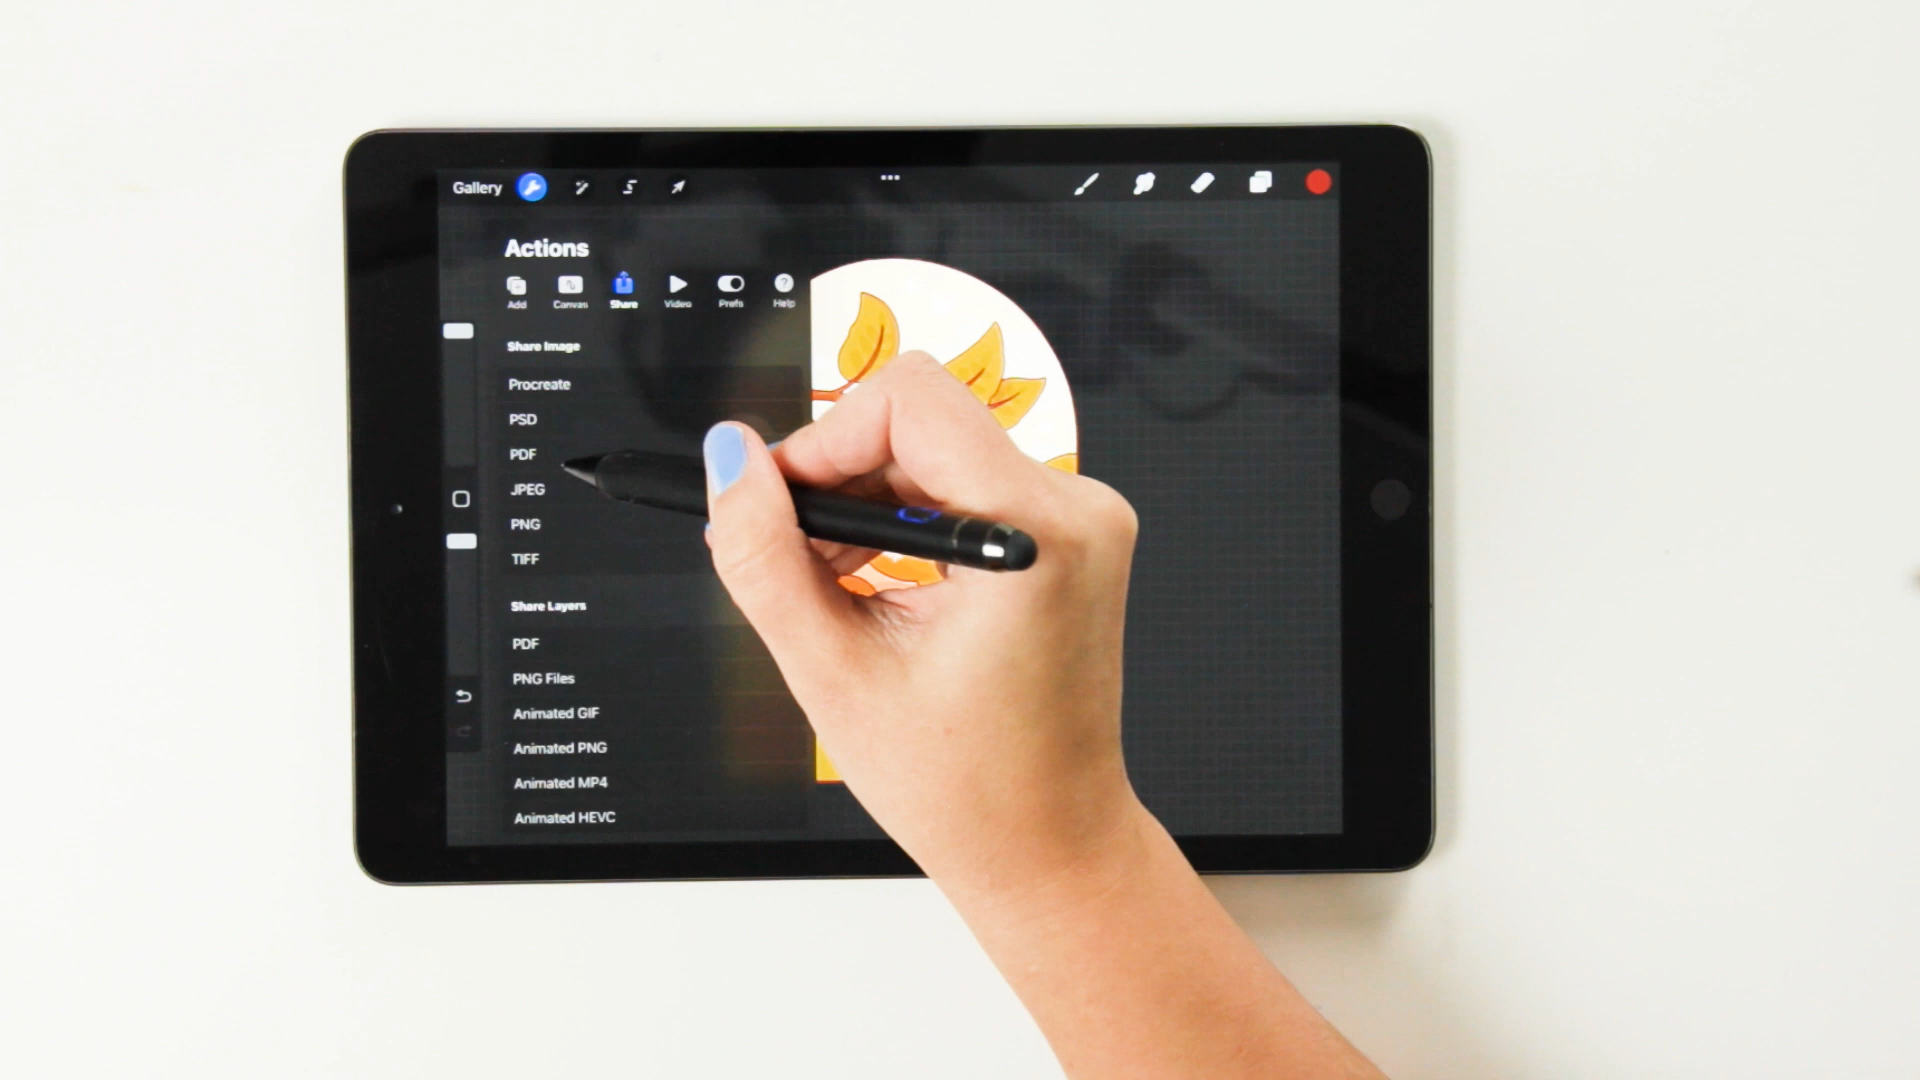 Gallery
Actions
Add Canvas Share Video Prefs Help
Share Image
Procreate
PSD
PDF
JPEG
PNG
TIFF
Share Layers
PDF
PNG Files
Animated GIF
Animated PNG
Animated MP4
Animated HEVC